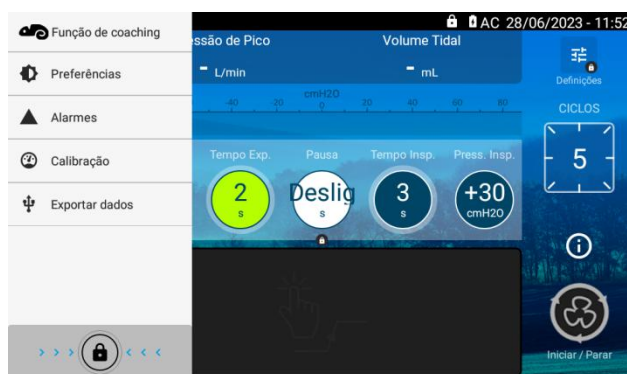 AC 28/06/2023 - 11:52
Função de coaching
Preferências
Alarmes
Calibração
Exportar dados
essão de Pico
Volume Tidal
- L/min
- mL
cmH2O
-40 -20 0 20 40 60 80
Tempo Exp.
Pausa
Tempo Insp.
Press. Insp.
2
s
Deslig
s
3
s
+30
cmH2O
Definições
CICLOS
5
Iniciar / Parar